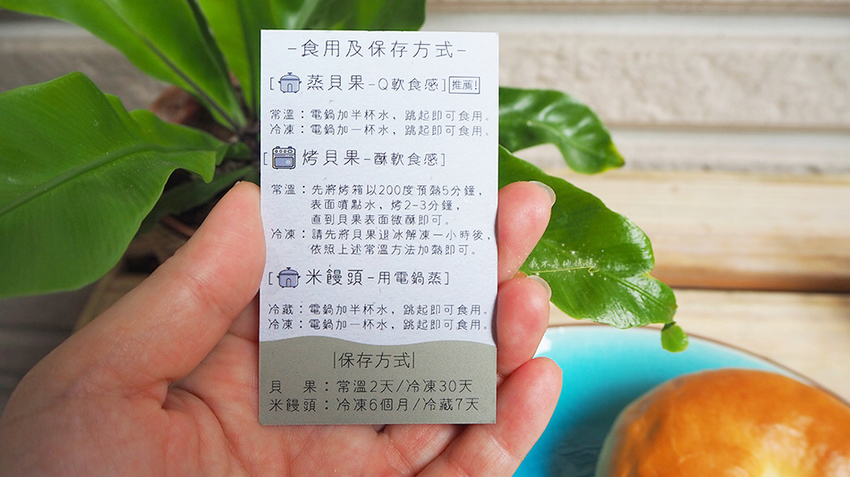 -食用及保存方式-
[蒸貝果-Q軟食感] 推薦!
常溫：電鍋加半杯水，跳起即可食用。
冷凍：電鍋加一杯水，跳起即可食用。
[烤貝果-酥軟食感]
常溫：先將烤箱以200度預熱5分鐘，
表面噴點水，烤2-3分鐘，
直到貝果表面微酥即可。
冷凍：請先將貝果退冰解凍一小時後，
依照上述常溫方法加熱即可。
[米饅頭-用電鍋蒸]
冷藏：電鍋加半杯水，跳起即可食用。
冷凍：電鍋加一杯水，跳起即可食用。
|保存方式|
貝　果：常溫2天/冷凍30天
米饅頭：冷凍6個月/冷藏7天